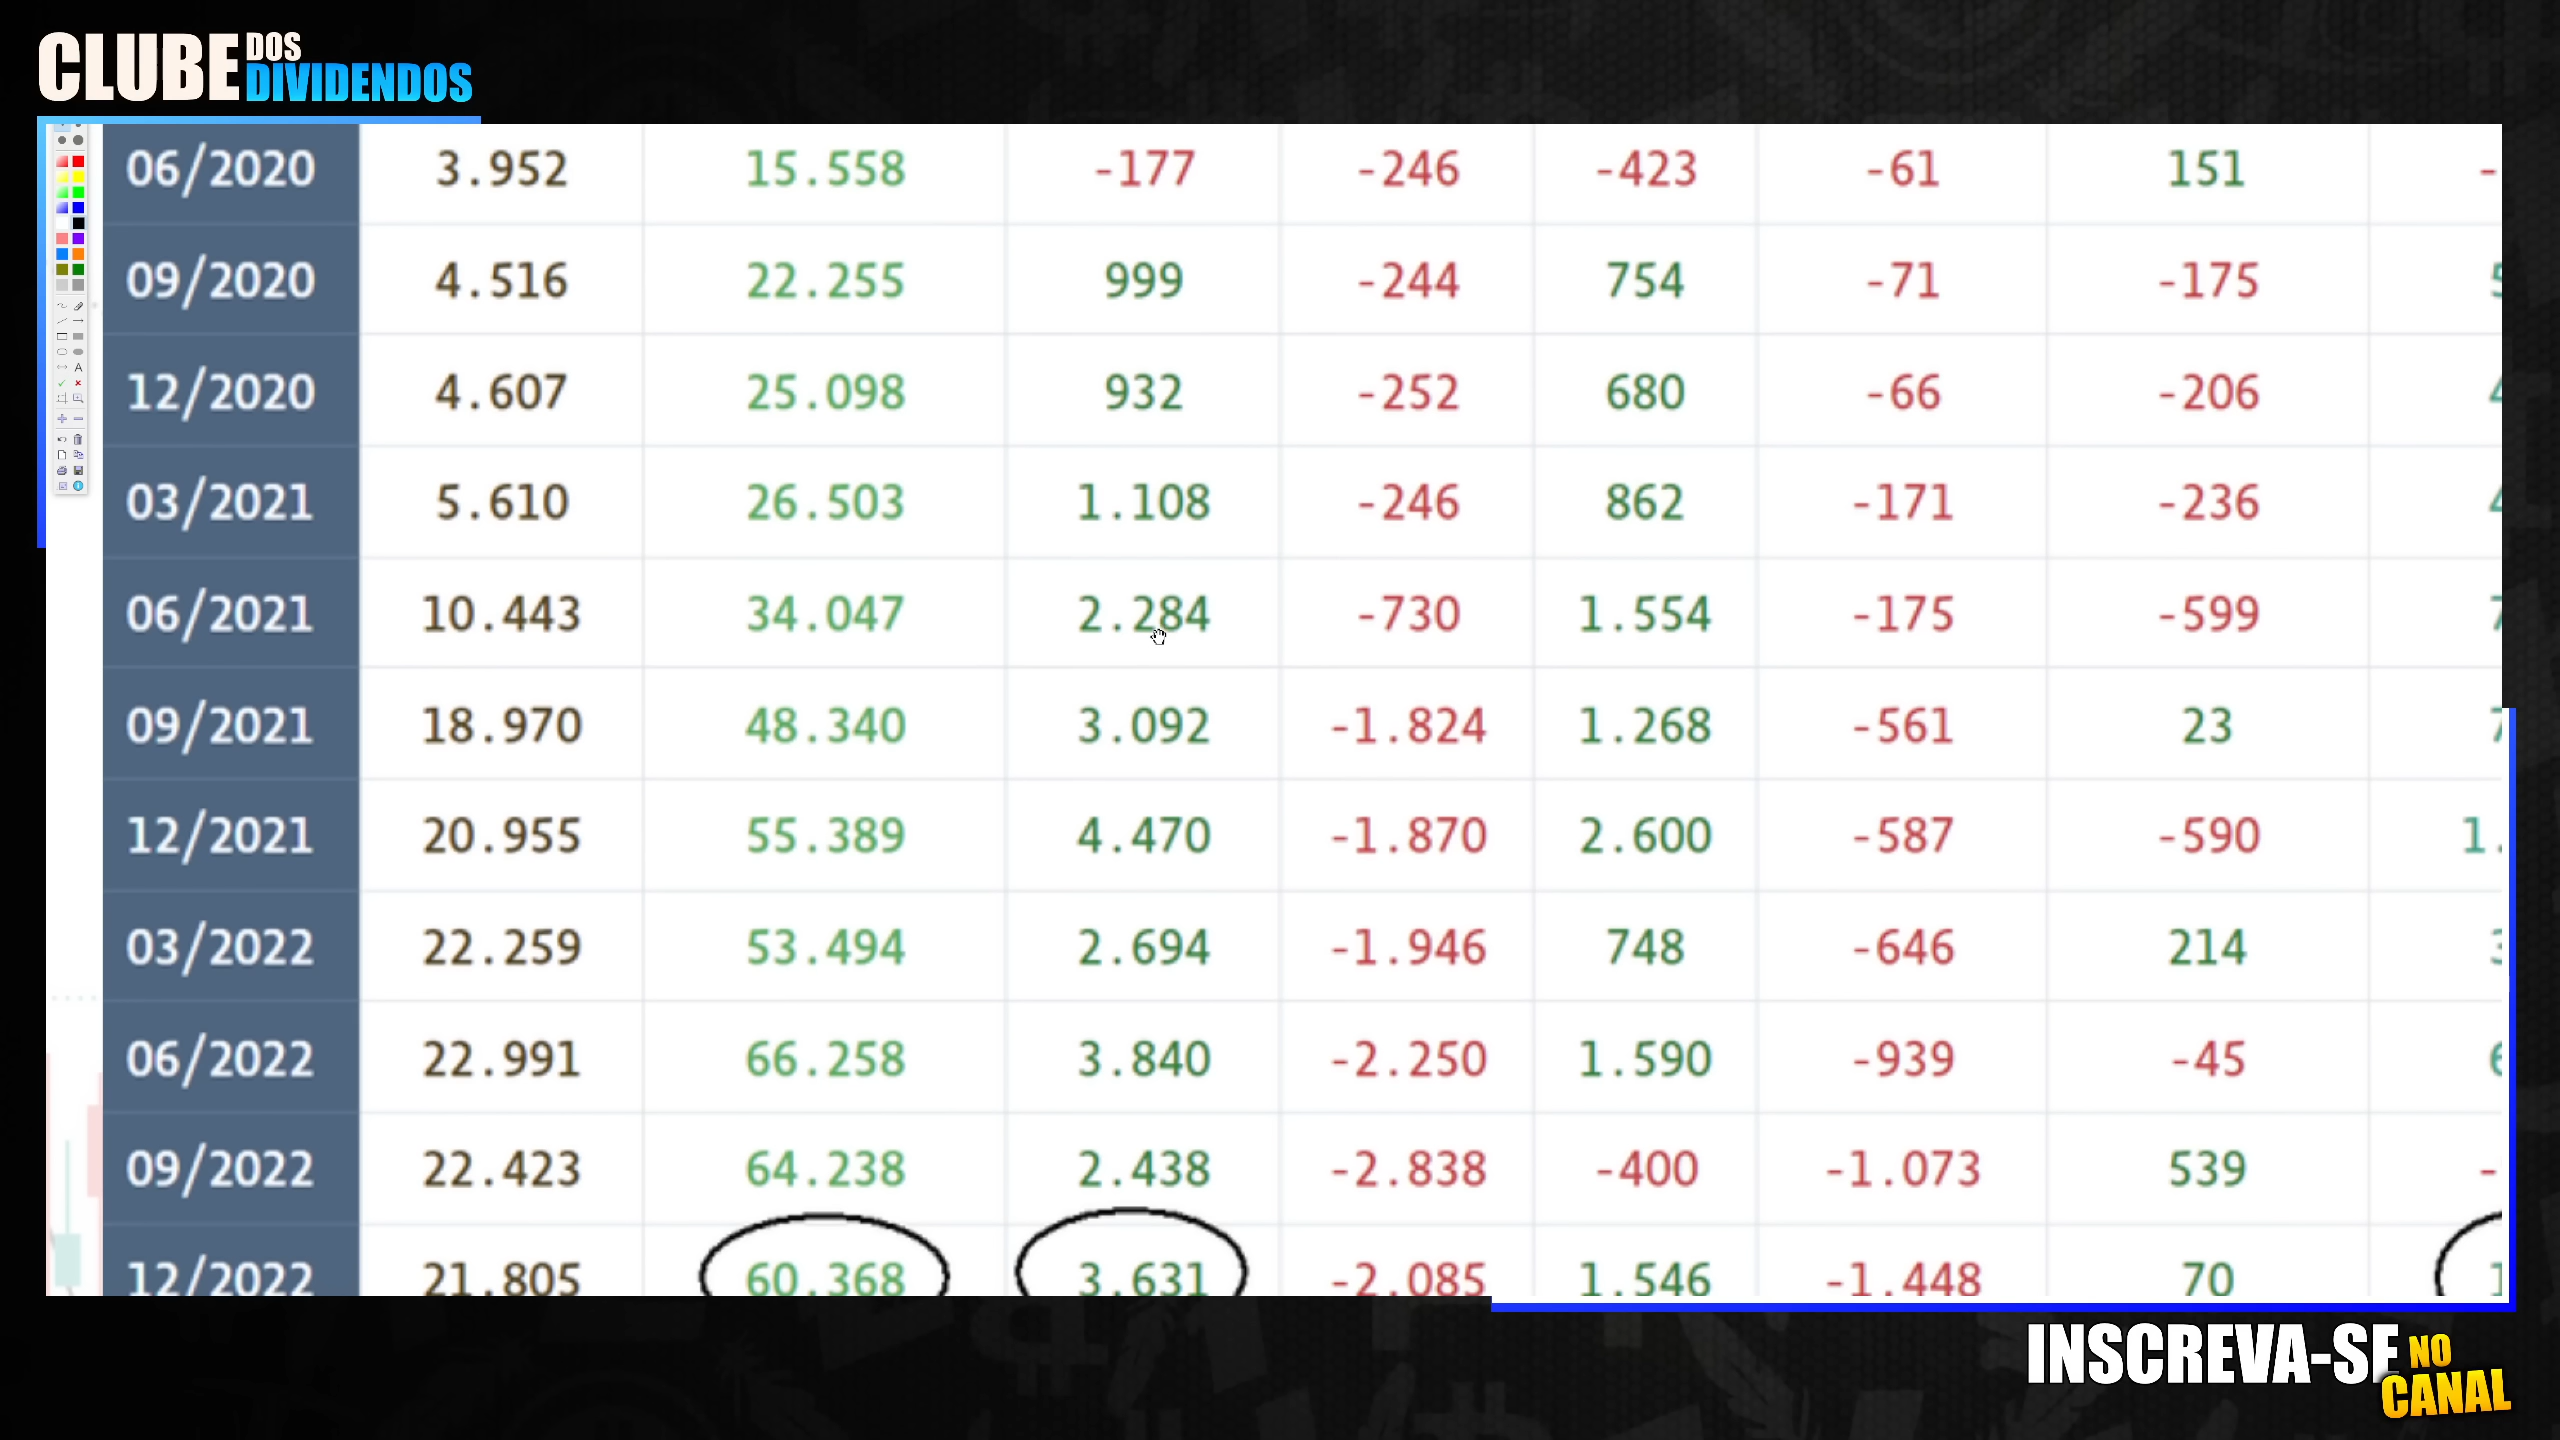 CLUBE DOS DIVIDENDOS
06/2020 3.952 15.558 -177 -246 -423 -61 151 -
09/2020 4.516 22.255 999 -244 754 -71 -175
12/2020 4.607 25.098 932 -252 680 -66 -206
03/2021 5.610 26.503 1.108 -246 862 -171 -236
06/2021 10.443 34.047 2.284 -730 1.554 -175 -599
09/2021 18.970 48.340 3.092 -1.824 1.268 -561 23
12/2021 20.955 55.389 4.470 -1.870 2.600 -587 -590 1.
03/2022 22.259 53.494 2.694 -1.946 748 -646 214
06/2022 22.991 66.258 3.840 -2.250 1.590 -939 -45
09/2022 22.423 64.238 2.438 -2.838 -400 -1.073 539 -
12/2022 21.805 60.368 3.631 -2.085 1.546 -1.448 70
INSCREVA-SE NO CANAL